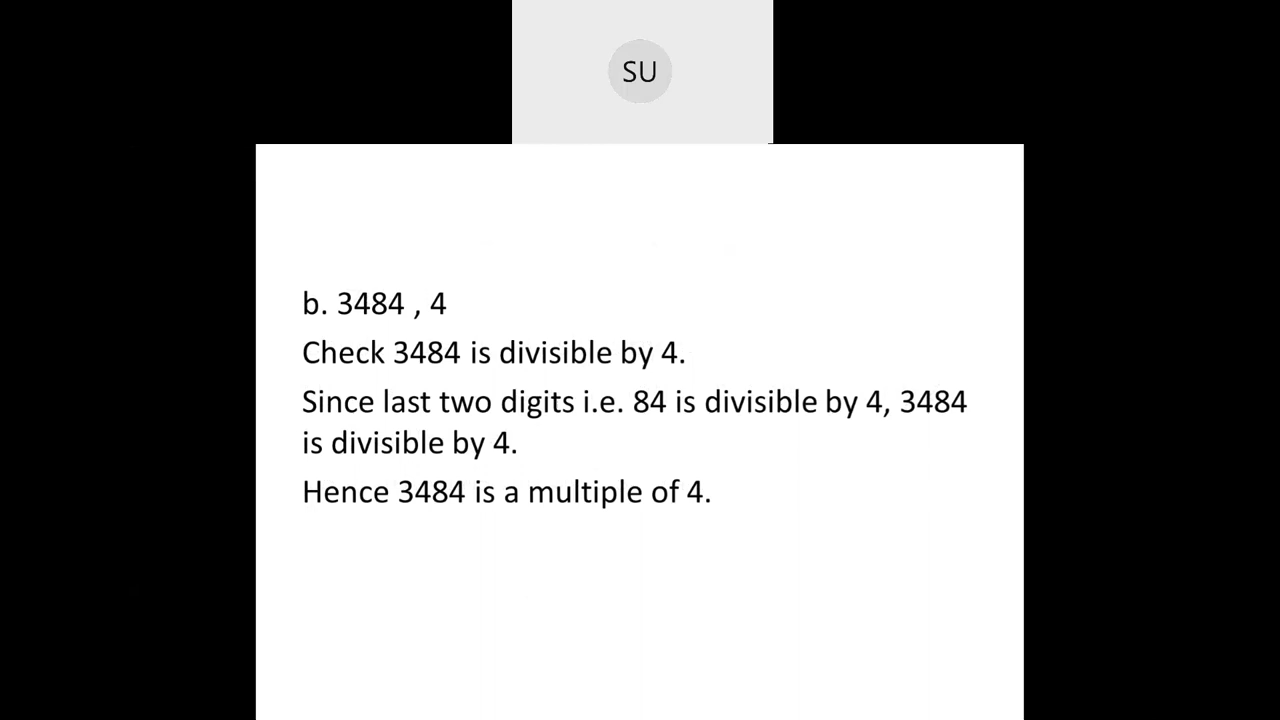 SU
b. 3484 , 4
Check 3484 is divisible by 4.
Since last two digits i.e. 84 is divisible by 4, 3484
is divisible by 4.
Hence 3484 is a multiple of 4.